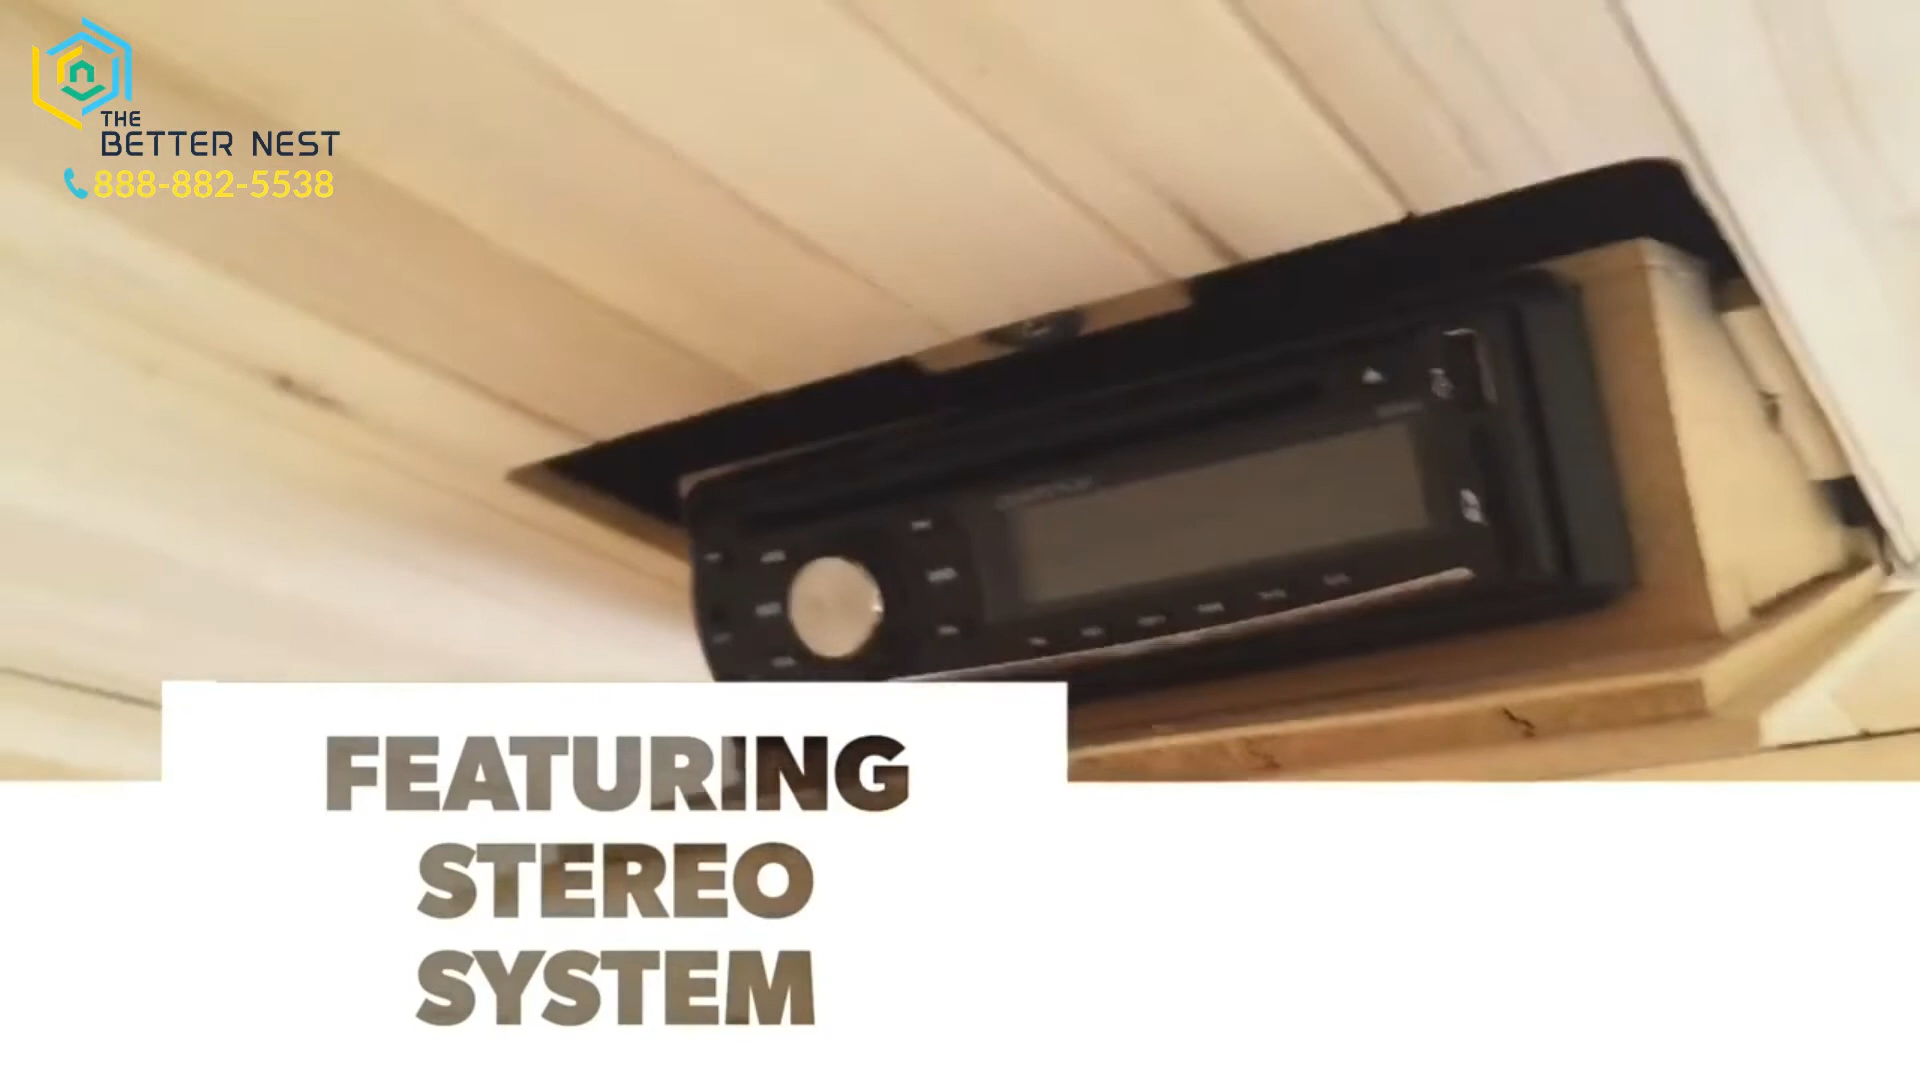 THE
BETTER NEST
888-882-5538
FEATURING
STEREO
SYSTEM